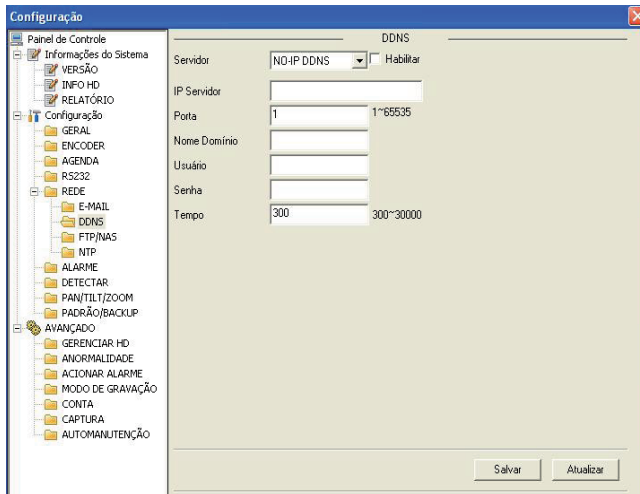 Configuração
Painel de Controle
Informações do Sistema
VERSÃO
INFO HD
RELATÓRIO
Configuração
GERAL
ENCODER
AGENDA
RS232
REDE
E-MAIL
DDNS
FTP/NAS
NTP
ALARME
DETECTAR
PAN/TILT/ZOOM
PADRÃO/BACKUP
AVANÇADO
GERENCIAR HD
ANORMALIDADE
ACIONAR ALARME
MODO DE GRAVAÇÃO
CONTA
CAPTURA
AUTOMANUTENÇÃO
DDNS
Servidor NO-IP DDNS Habilitar
IP Servidor
Porta 1 1~65535
Nome Domínio
Usuário
Senha
Tempo 300 300~30000
Salvar Atualizar